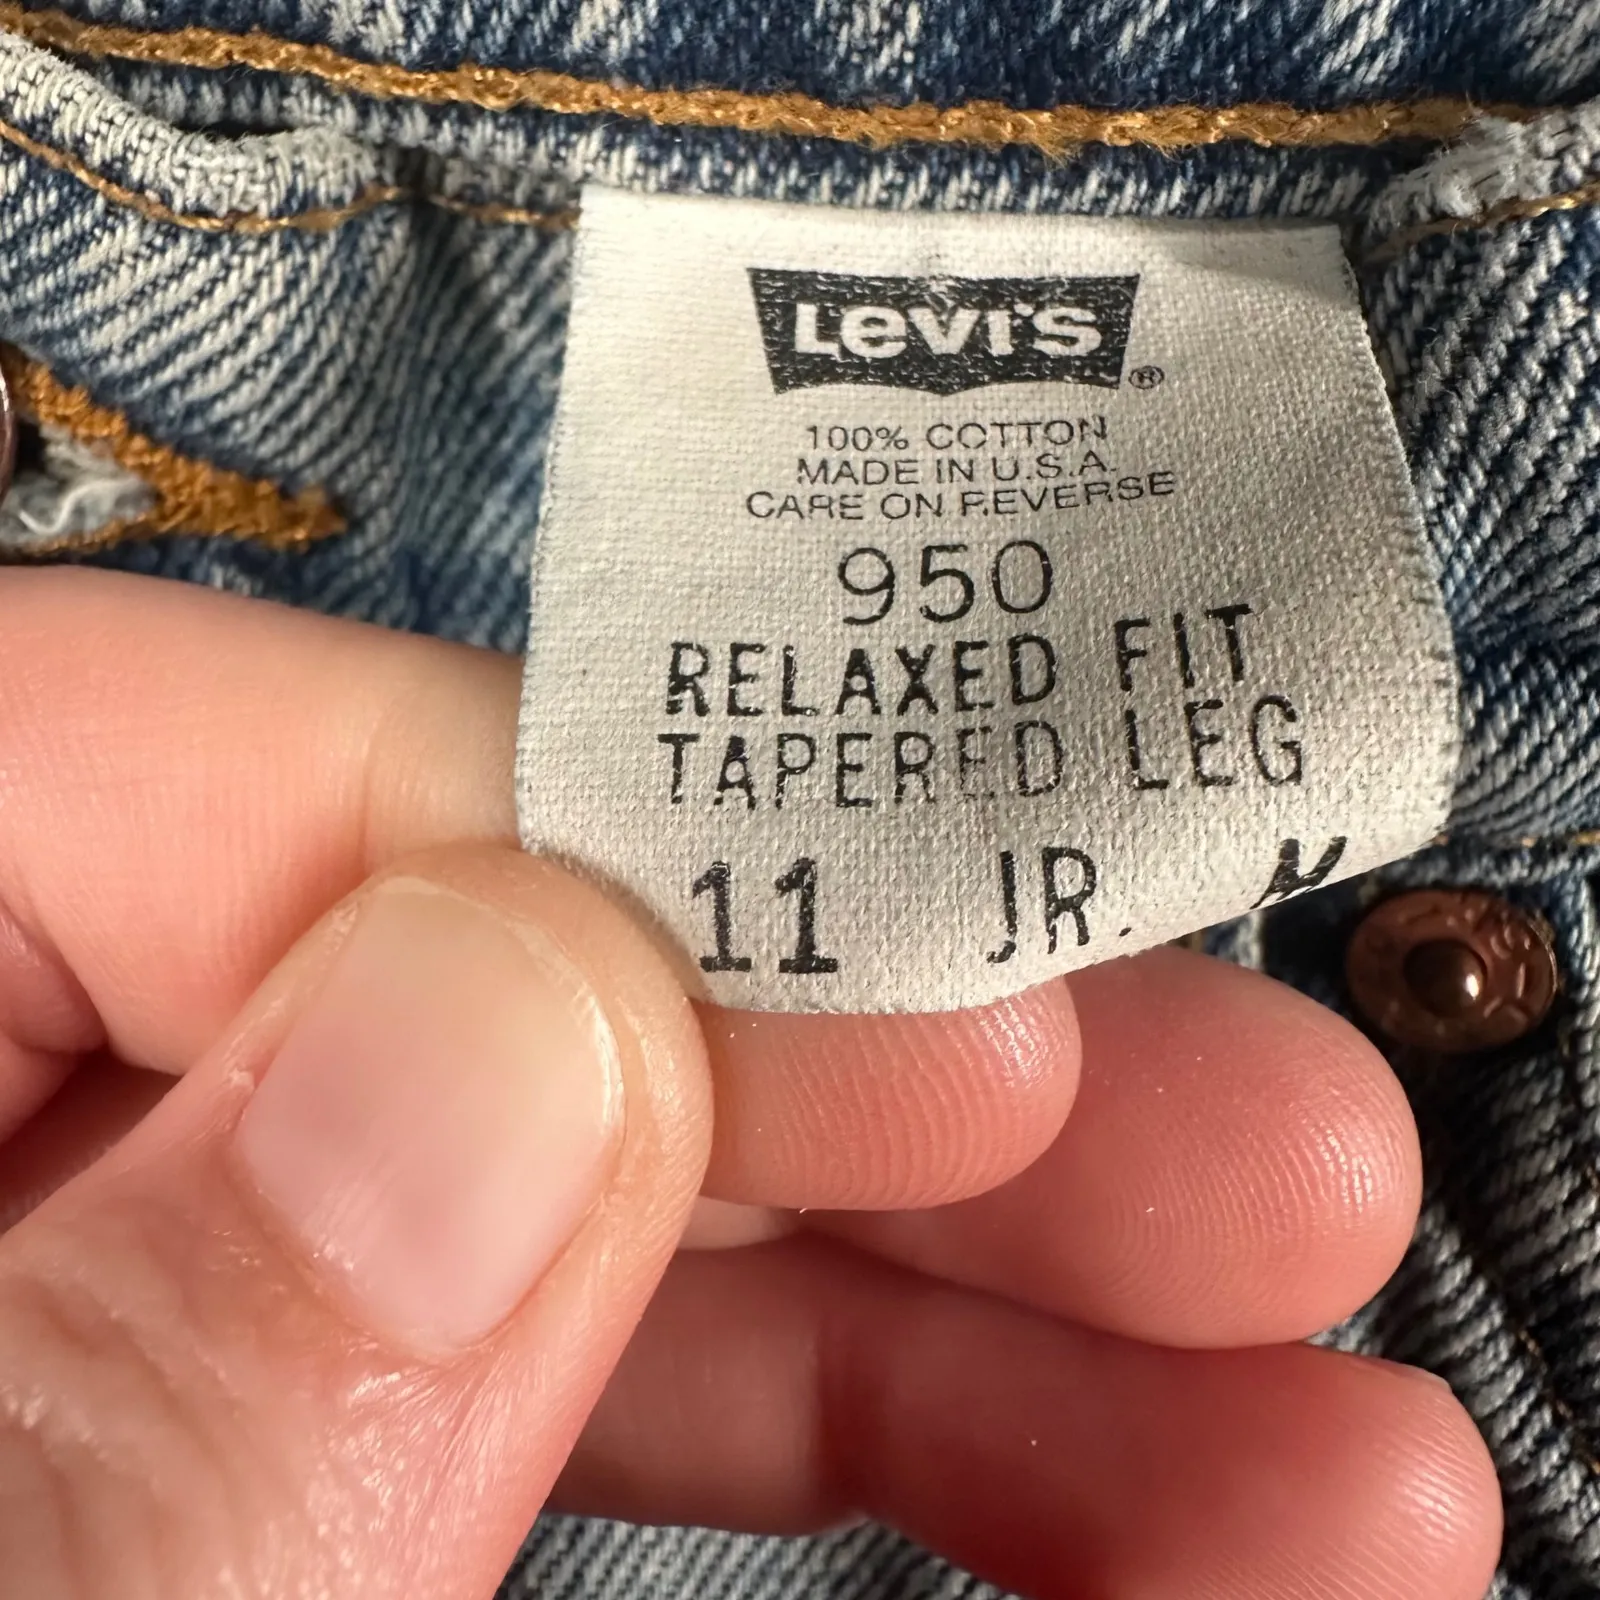 Levi's®
100% COTTON
MADE IN U.S.A.
CARE ON REVERSE
950
RELAXED FIT
TAPERED LEG
11 JR.